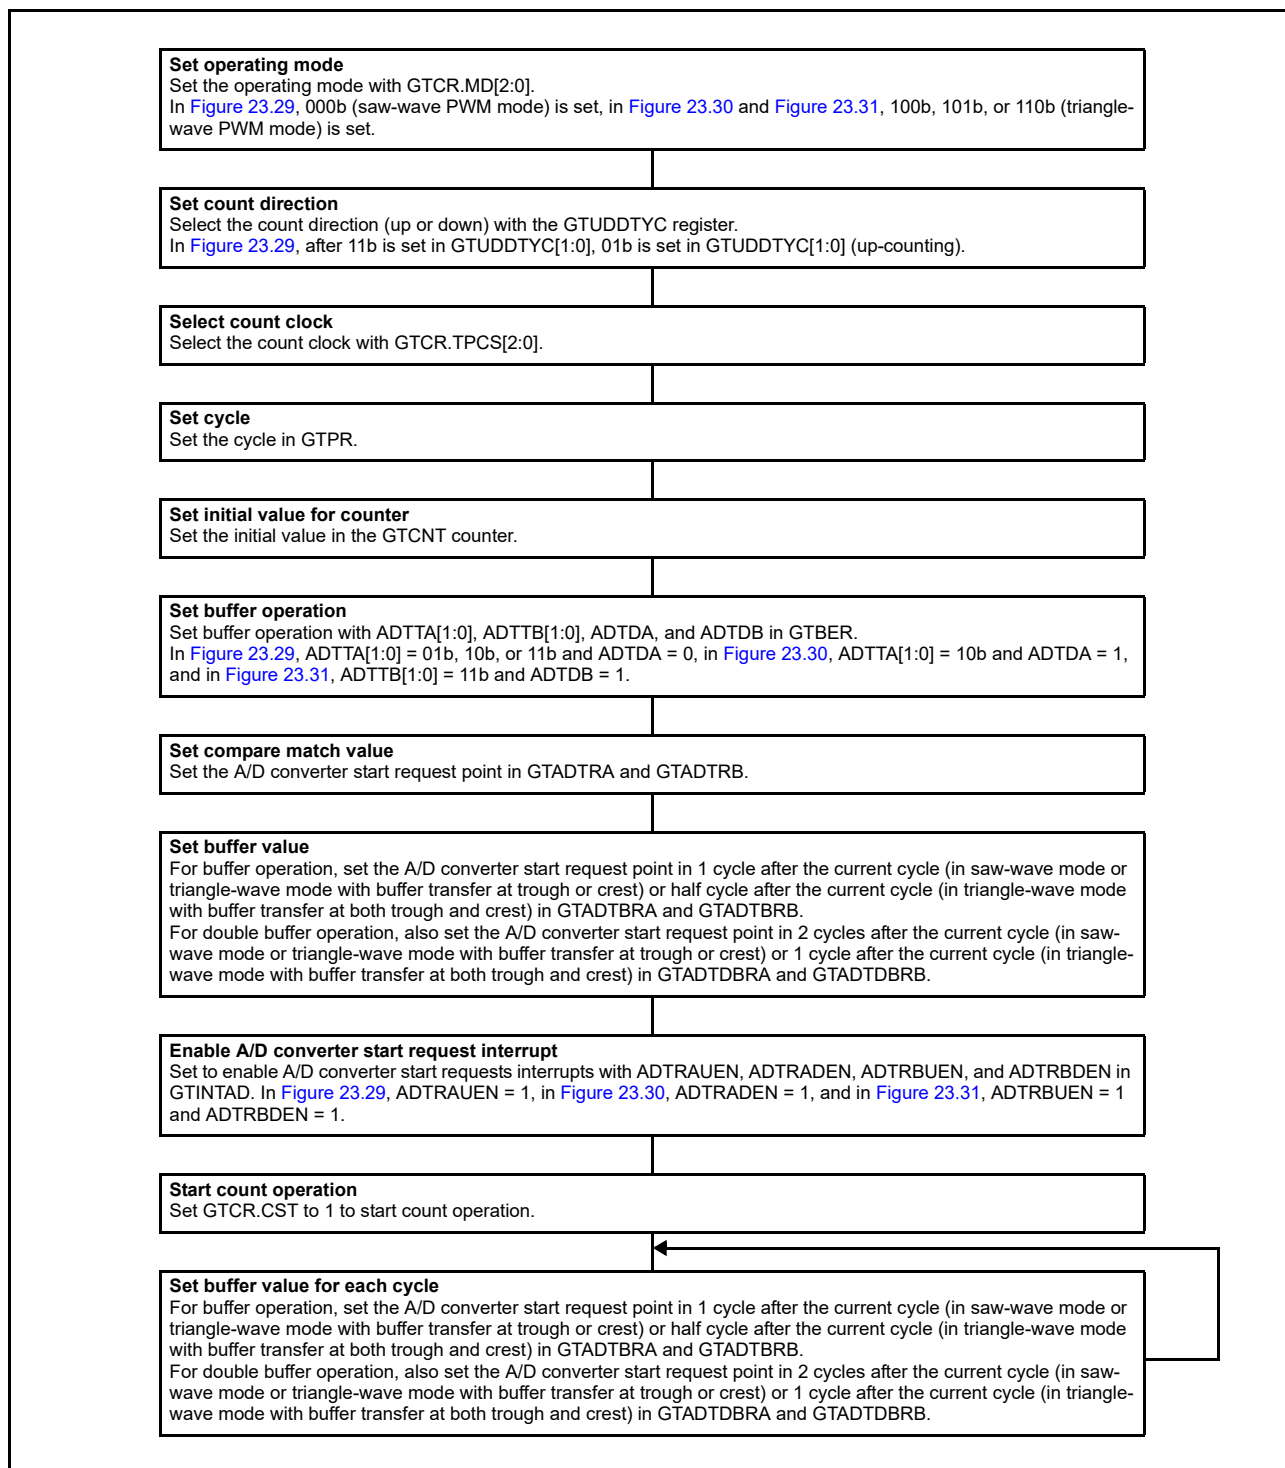 Set operating mode
Set the operating mode with GTCR.MD[2:0].
In Figure 23.29, 000b (saw-wave PWM mode) is set, in Figure 23.30 and Figure 23.31, 100b, 101b, or 110b (triangle-
wave PWM mode) is set.
Set count direction
Select the count direction (up or down) with the GTUDDTYC register.
In Figure 23.29, after 11b is set in GTUDDTYC[1:0], 01b is set in GTUDDTYC[1:0] (up-counting).
Select count clock
Select the count clock with GTCR.TPCS[2:0].
Set cycle
Set the cycle in GTPR.
Set initial value for counter
Set the initial value in the GTCNT counter.
Set buffer operation
Set buffer operation with ADTTA[1:0], ADTTB[1:0], ADTDA, and ADTDB in GTBER.
In Figure 23.29, ADTTA[1:0] = 01b, 10b, or 11b and ADTDA = 0, in Figure 23.30, ADTTA[1:0] = 10b and ADTDA = 1,
and in Figure 23.31, ADTTB[1:0] = 11b and ADTDB = 1.
Set compare match value
Set the A/D converter start request point in GTADTRA and GTADTRB.
Set buffer value
For buffer operation, set the A/D converter start request point in 1 cycle after the current cycle (in saw-wave mode or
triangle-wave mode with buffer transfer at trough or crest) or half cycle after the current cycle (in triangle-wave mode
with buffer transfer at both trough and crest) in GTADTBRA and GTADTBRB.
For double buffer operation, also set the A/D converter start request point in 2 cycles after the current cycle (in saw-
wave mode or triangle-wave mode with buffer transfer at trough or crest) or 1 cycle after the current cycle (in triangle-
wave mode with buffer transfer at both trough and crest) in GTADTDBRA and GTADTDBRB.
Enable A/D converter start request interrupt
Set to enable A/D converter start requests interrupts with ADTRAUEN, ADTRADEN, ADTRBUEN, and ADTRBDEN in
GTINTAD. In Figure 23.29, ADTRAUEN = 1, in Figure 23.30, ADTRADEN = 1, and in Figure 23.31, ADTRBUEN = 1
and ADTRBDEN = 1.
Start count operation
Set GTCR.CST to 1 to start count operation.
Set buffer value for each cycle
For buffer operation, set the A/D converter start request point in 1 cycle after the current cycle (in saw-wave mode or
triangle-wave mode with buffer transfer at trough or crest) or half cycle after the current cycle (in triangle-wave mode
with buffer transfer at both trough and crest) in GTADTBRA and GTADTBRB.
For double buffer operation, also set the A/D converter start request point in 2 cycles after the current cycle (in saw-
wave mode or triangle-wave mode with buffer transfer at trough or crest) or 1 cycle after the current cycle (in triangle-
wave mode with buffer transfer at both trough and crest) in GTADTDBRA and GTADTDBRB.